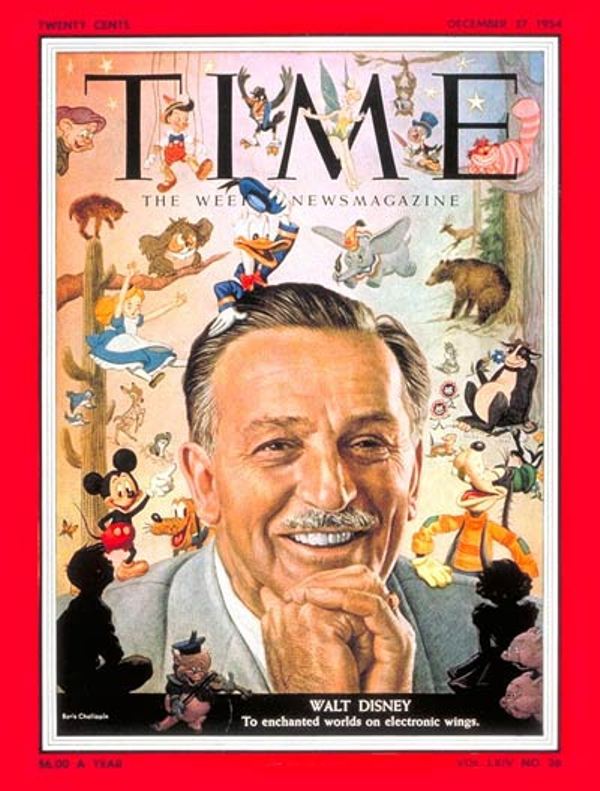 TWENTY CENTS
DECEMBER 27 1954
TIME
THE WEEK NEWSMAGAZINE
WALT DISNEY
To enchanted worlds on electronic wings.
Boris Chaliapin
$6.00 A YEAR
VOL. LXIV NO. 26